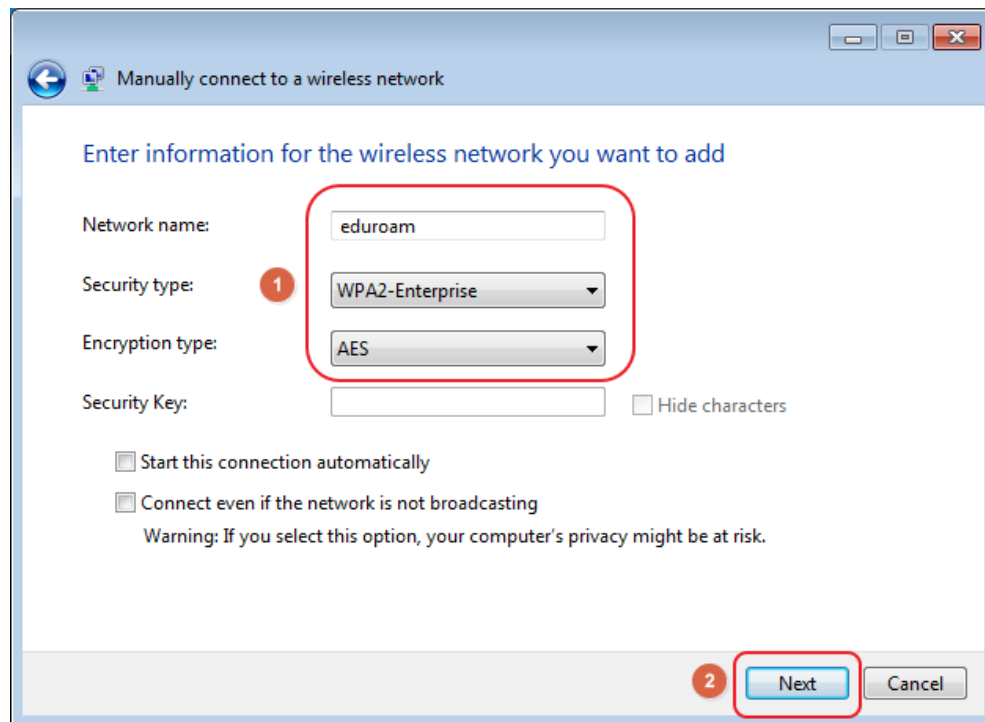 Manually connect to a wireless network
Enter information for the wireless network you want to add
Network name:
eduroam
Security type:
1
WPA2-Enterprise
Encryption type:
AES
Security Key:
Hide characters
Start this connection automatically
Connect even if the network is not broadcasting
Warning: If you select this option, your computer's privacy might be at risk.
2
Next
Cancel